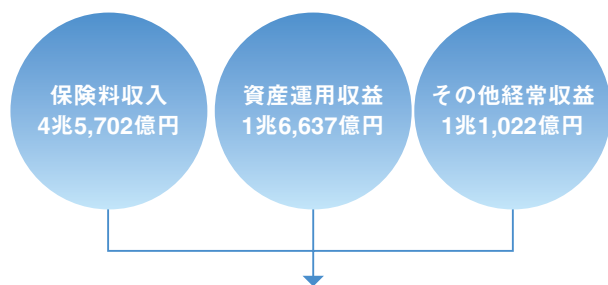 保険料収入
4兆5,702億円
資産運用収益
1兆6,637億円
その他経常収益
1兆1,022億円